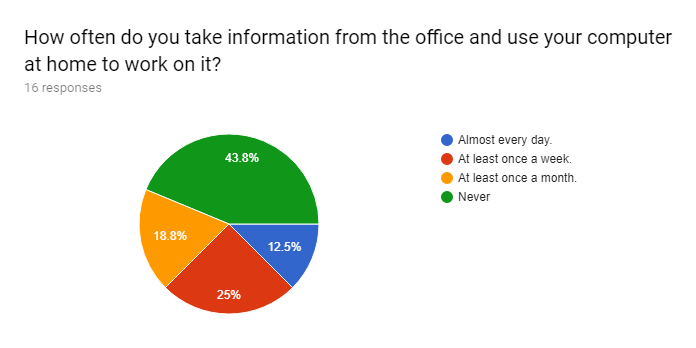 How often do you take information from the office and use your computer
at home to work on it?
16 responses
43.8%
18.8%
12.5%
25%
Almost every day.
At least once a week.
At least once a month.
Never